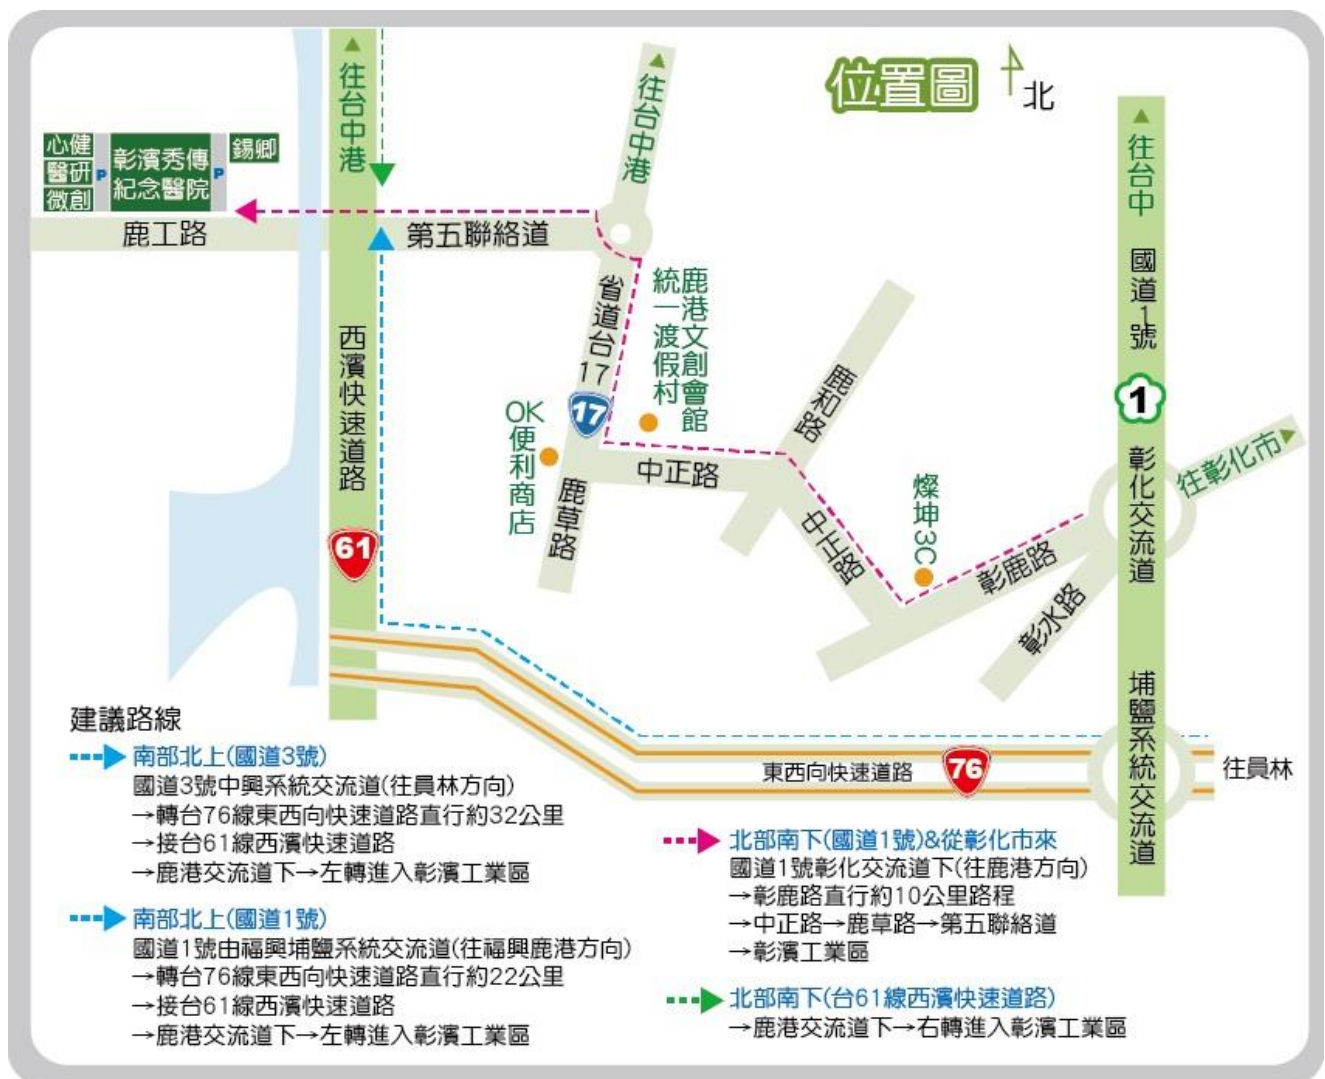 位置圖
北
▲往台中港
▲往台中港
▲往台中
國道1號
1
心健
醫研
微創
P
彰濱秀傳
紀念醫院
P
錫卿
鹿工路
第五聯絡道
西濱快速道路
61
省道台17
17
鹿港文創會館
統一渡假村
OK便利商店
鹿草路
中正路
鹿和路
中正路
燦坤3C
彰鹿路
彰水路
彰化交流道
往彰化市▶
埔鹽系統交流道
東西向快速道路
76
往員林
建議路線
南部北上(國道3號)
國道3號中興系統交流道(往員林方向)
→轉台76線東西向快速道路直行約32公里
→接台61線西濱快速道路
→鹿港交流道下→左轉進入彰濱工業區
南部北上(國道1號)
國道1號由福興埔鹽系統交流道(往福興鹿港方向)
→轉台76線東西向快速道路直行約22公里
→接台61線西濱快速道路
→鹿港交流道下→左轉進入彰濱工業區
北部南下(國道1號)&從彰化市來
國道1號彰化交流道下(往鹿港方向)
→彰鹿路直行約10公里路程
→中正路→鹿草路→第五聯絡道
→彰濱工業區
北部南下(台61線西濱快速道路)
→鹿港交流道下→右轉進入彰濱工業區